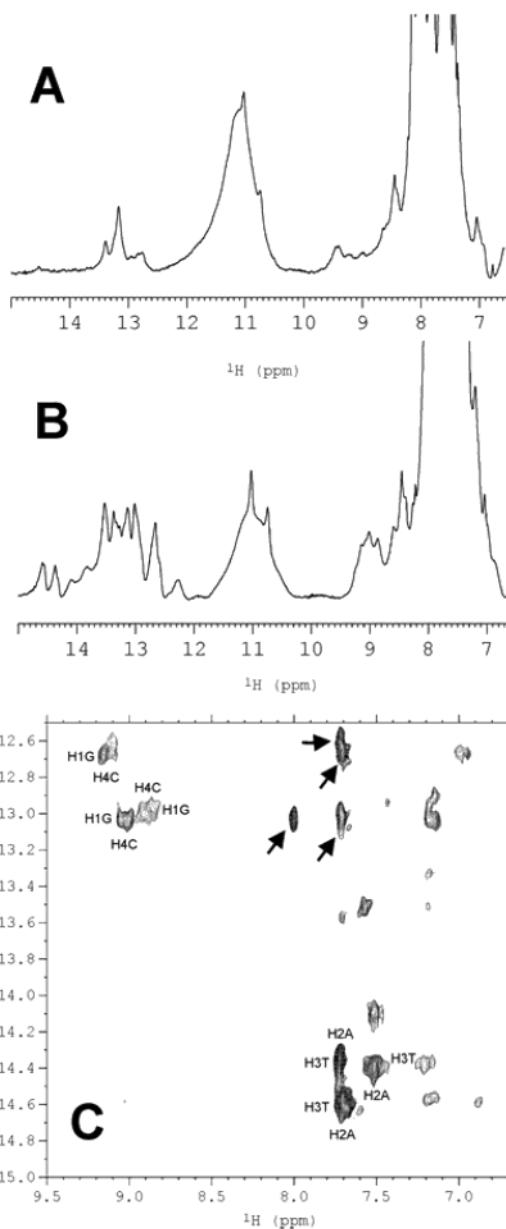 A
14 13 12 11 10 9 8 7
1H (ppm)
B
14 13 12 11 10 9 8 7
1H (ppm)
12.6
H1G
H4C
H4C
12.8
H1G
H1G
13.0
H4C
13.2
13.4
13.6
13.8
14.0
14.2
H2A
H3T
H3T
14.4
H2A
H3T
14.6
H2A
14.8
C
15.0
9.5 9.0 8.5 8.0 7.5 7.0
1H (ppm)